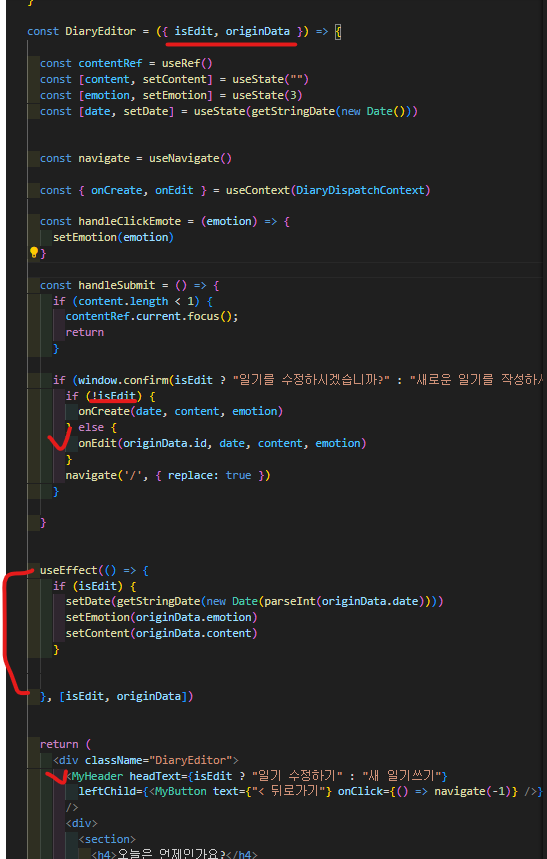 }
const DiaryEditor = ({ isEdit, originData }) => {
const contentRef = useRef()
const [content, setContent] = useState("")
const [emotion, setEmotion] = useState(3)
const [date, setDate] = useState(getStringDate(new Date()))
const navigate = useNavigate()
const { onCreate, onEdit } = useContext(DiaryDispatchContext)
const handleClickEmote = (emotion) => {
setEmotion(emotion)
}
const handleSubmit = () => {
if (content.length < 1) {
contentRef.current.focus();
return
}
if (window.confirm(isEdit ? "일기를 수정하시겠습니까?" : "새로운 일기를 작성하시
if (!isEdit) {
onCreate(date, content, emotion)
} else {
onEdit(originData.id, date, content, emotion)
}
navigate('/', { replace: true })
}
}
useEffect(() => {
if (isEdit) {
setDate(getStringDate(new Date(parseInt(originData.date))))
setEmotion(originData.emotion)
setContent(originData.content)
}
}, [isEdit, originData])
return (
<div className="DiaryEditor">
<MyHeader headText={isEdit ? "일기 수정하기" : "새 일기쓰기"}
leftChild={<MyButton text={"< 뒤로가기"} onClick={() => navigate(-1)} />}
/>
<div>
<section>
<h4>오늘은 언제인가요?</h4>